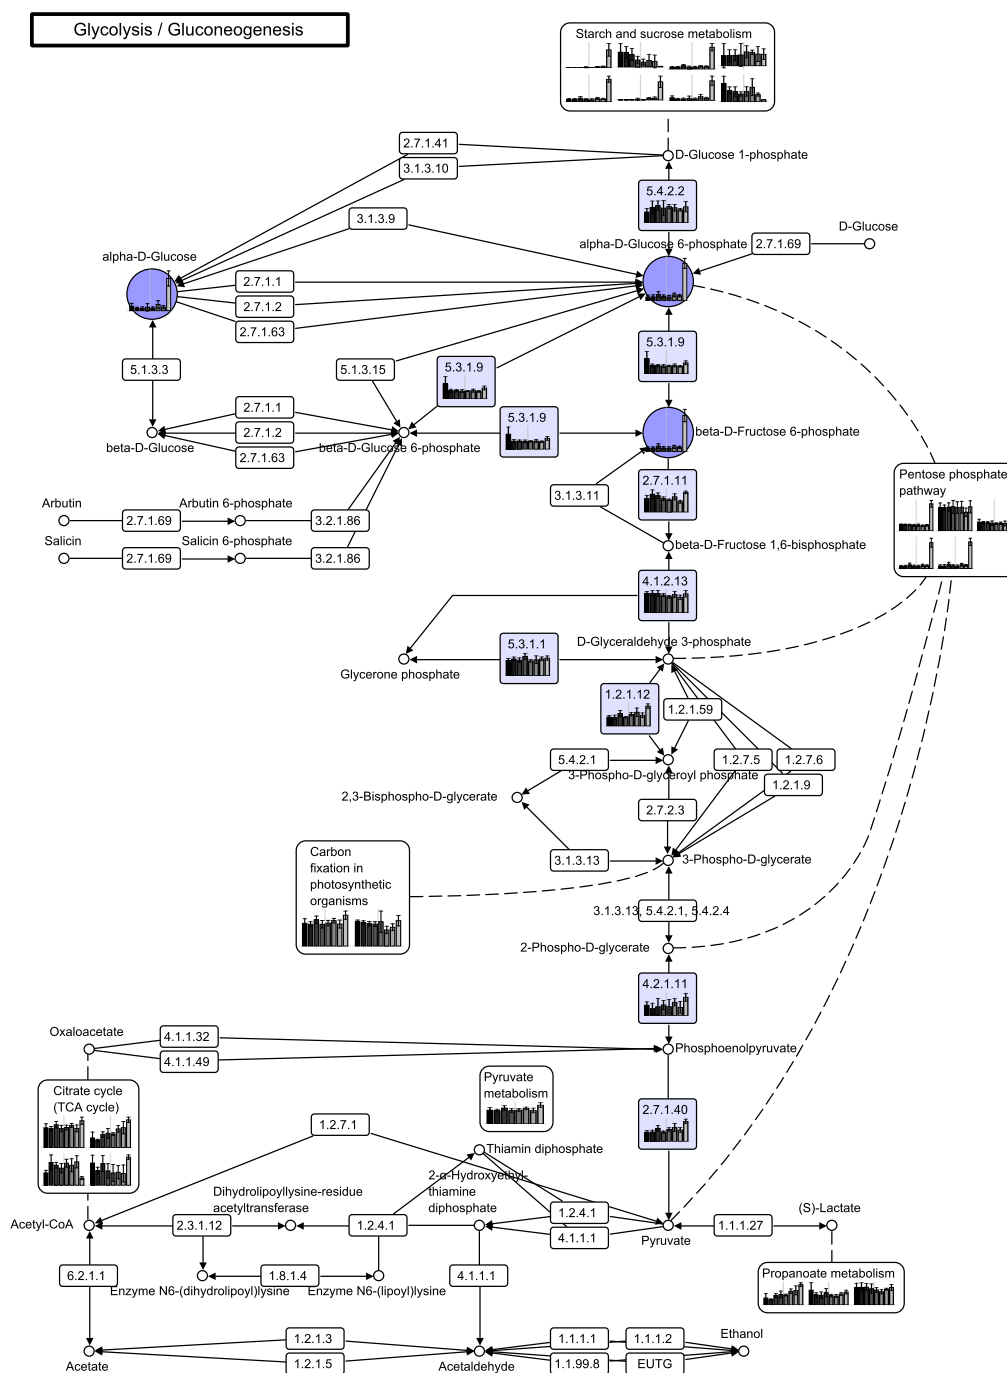 Glycolysis / Gluconeogenesis
Starch and sucrose metabolism
2.7.1.41
D-Glucose 1-phosphate
3.1.3.10
5.4.2.2
3.1.3.9
D-Glucose
alpha-D-Glucose 6-phosphate
2.7.1.69
alpha-D-Glucose
2.7.1.1
2.7.1.2
2.7.1.63
5.3.1.9
5.1.3.3
5.1.3.15
5.3.1.9
2.7.1.1
5.3.1.9
2.7.1.2
beta-D-Fructose 6-phosphate
beta-D-Glucose
beta-D-Glucose 6-phosphate
2.7.1.63
Pentose phosphate
pathway
2.7.1.11
3.1.3.11
Arbutin
Arbutin 6-phosphate
2.7.1.69
3.2.1.86
Salicin
Salicin 6-phosphate
2.7.1.69
3.2.1.86
beta-D-Fructose 1,6-bisphosphate
4.1.2.13
D-Glyceraldehyde 3-phosphate
5.3.1.1
Glycerone phosphate
1.2.1.12
1.2.1.59
5.4.2.1
1.2.7.5
1.2.7.6
3-Phospho-D-glyceroyl phosphate
1.2.1.9
2,3-Bisphospho-D-glycerate
2.7.2.3
Carbon
fixation in
photosynthetic
organisms
3.1.3.13
3-Phospho-D-glycerate
3.1.3.13, 5.4.2.1, 5.4.2.4
2-Phospho-D-glycerate
4.2.1.11
Oxaloacetate
4.1.1.32
4.1.1.49
Phosphoenolpyruvate
Citrate cycle
(TCA cycle)
Pyruvate
metabolism
2.7.1.40
1.2.7.1
Thiamin diphosphate
2-α-Hydroxyethyl-
thiamine
diphosphate
Dihydrolipoyllysine-residue
acetyltransferase
1.2.4.1
(S)-Lactate
Acetyl-CoA
2.3.1.12
1.2.4.1
4.1.1.1
Pyruvate
1.1.1.27
6.2.1.1
1.8.1.4
4.1.1.1
Propanoate metabolism
Enzyme N6-(dihydrolipoyl)lysine
Enzyme N6-(lipoyl)lysine
1.2.1.3
1.1.1.1
1.1.1.2
Ethanol
Acetate
1.2.1.5
Acetaldehyde
1.1.99.8
EUTG